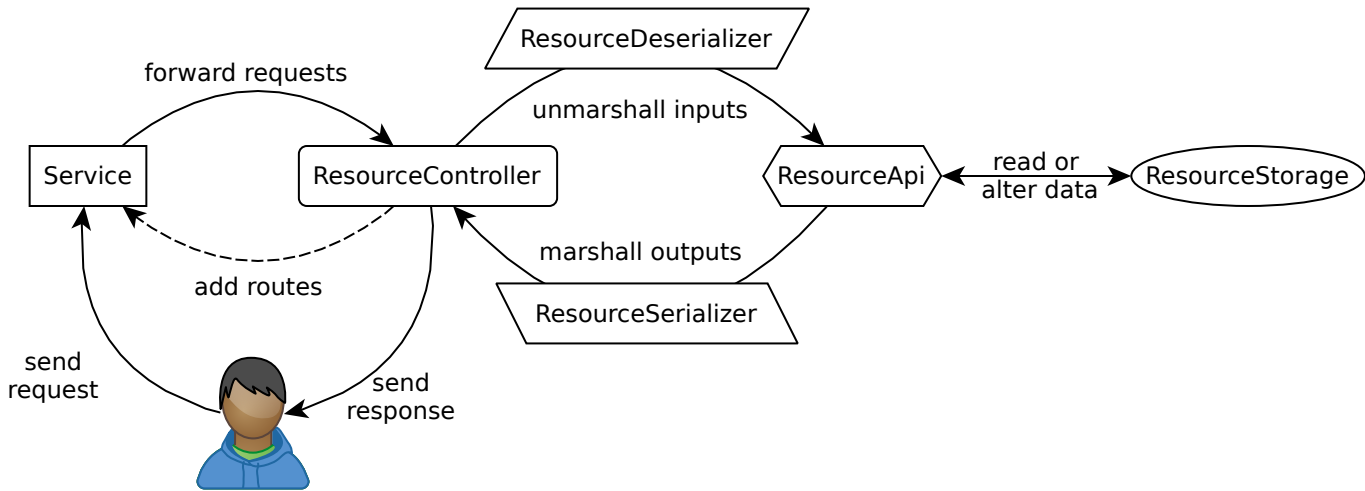 ResourceDeserializer
forward requests
unmarshall inputs
Service
ResourceController
ResourceApi
read or
alter data
ResourceStorage
marshall outputs
add routes
ResourceSerializer
send
request
send
response